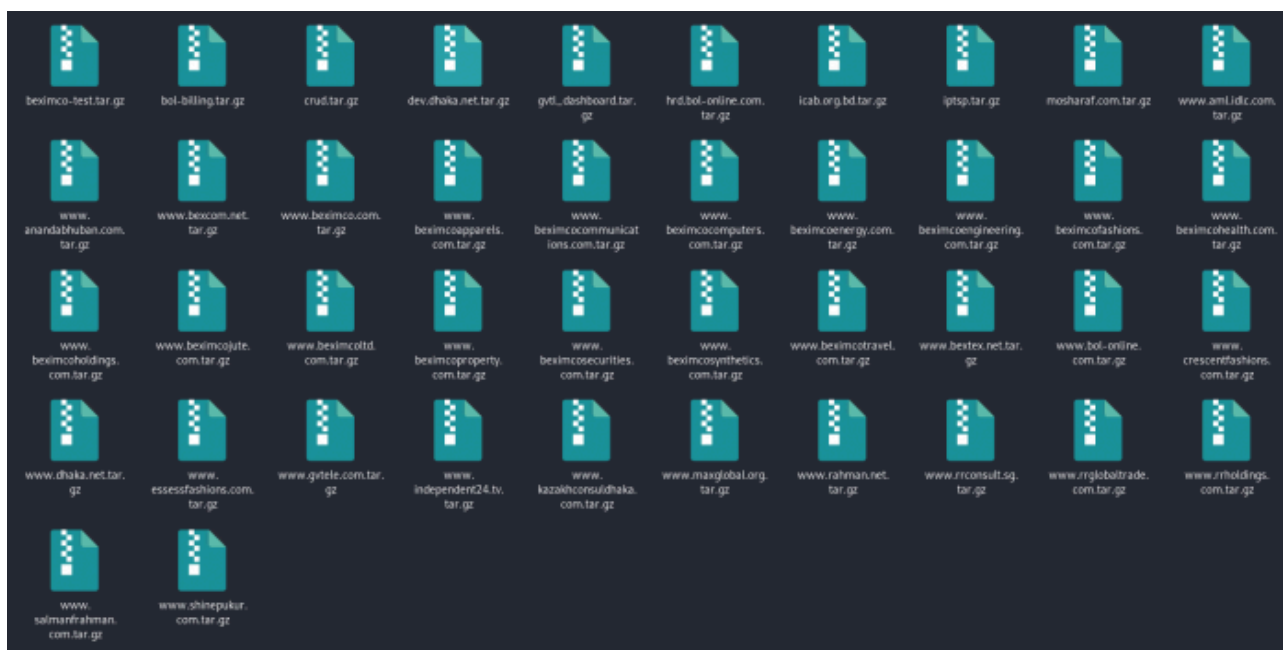 beximco-test.tar.gz
bol-billing.tar.gz
crud.tar.gz
dev.dhaka.net.tar.gz
gvtl_dashboard.tar.
gz
hrd.bol-online.com.
tar.gz
icab.org.bd.tar.gz
iptsp.tar.gz
mosharaf.com.tar.gz
www.aml.idlc.com.
tar.gz
www.
anandabhuban.com.
tar.gz
www.bexcom.net.
tar.gz
www.beximco.com.
tar.gz
www.
beximcoapparels.
com.tar.gz
www.
beximcocommunicat
ions.com.tar.gz
www.
beximcocomputers.
com.tar.gz
www.
beximcoenergy.com.
tar.gz
www.
beximcoengineering.
com.tar.gz
www.
beximcofashions.
com.tar.gz
www.
beximcohealth.com.
tar.gz
www.
beximcoholdings.
com.tar.gz
www.beximcojute.
com.tar.gz
www.beximcoltd.
com.tar.gz
www.
beximcoproperty.
com.tar.gz
www.
beximcosecurities.
com.tar.gz
www.
beximcosynthetics.
com.tar.gz
www.beximcotravel.
com.tar.gz
www.bextex.net.tar.
gz
www.bol-online.
com.tar.gz
www.
crescentfashions.
com.tar.gz
www.dhaka.net.tar.
gz
www.
essessfashions.com.
tar.gz
www.gvtele.com.tar.
gz
www.
independent24.tv.
tar.gz
www.
kazakhconsuldhaka.
com.tar.gz
www.maxglobal.org.
tar.gz
www.rahman.net.
tar.gz
www.rrconsult.sg.
tar.gz
www.rrglobaltrade.
com.tar.gz
www.rrholdings.
com.tar.gz
www.
salmanfrahman.
com.tar.gz
www.shinepukur.
com.tar.gz